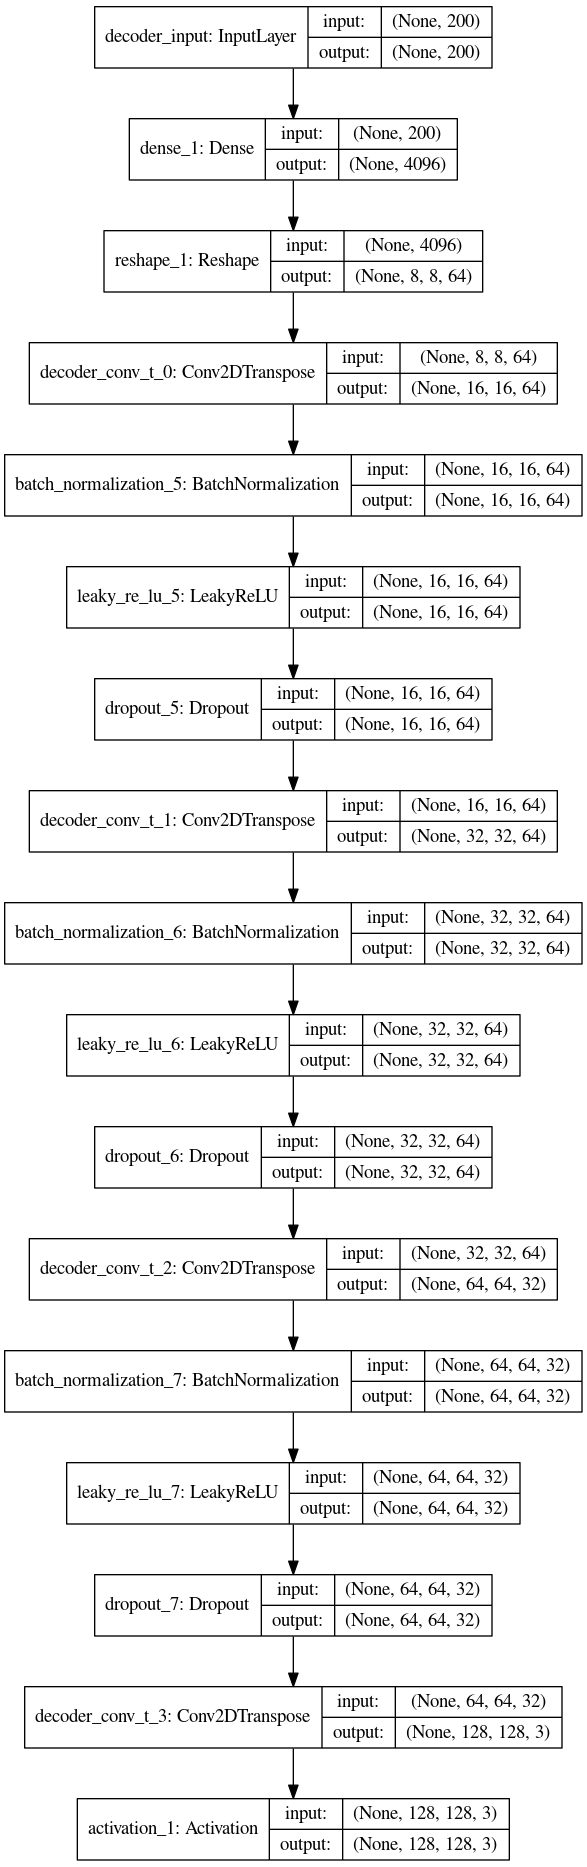 decoder_input: InputLayer
input: (None, 200)
output: (None, 200)
dense_1: Dense
input: (None, 200)
output: (None, 4096)
reshape_1: Reshape
input: (None, 4096)
output: (None, 8, 8, 64)
decoder_conv_t_0: Conv2DTranspose
input: (None, 8, 8, 64)
output: (None, 16, 16, 64)
batch_normalization_5: BatchNormalization
input: (None, 16, 16, 64)
output: (None, 16, 16, 64)
leaky_re_lu_5: LeakyReLU
input: (None, 16, 16, 64)
output: (None, 16, 16, 64)
dropout_5: Dropout
input: (None, 16, 16, 64)
output: (None, 16, 16, 64)
decoder_conv_t_1: Conv2DTranspose
input: (None, 16, 16, 64)
output: (None, 32, 32, 64)
batch_normalization_6: BatchNormalization
input: (None, 32, 32, 64)
output: (None, 32, 32, 64)
leaky_re_lu_6: LeakyReLU
input: (None, 32, 32, 64)
output: (None, 32, 32, 64)
dropout_6: Dropout
input: (None, 32, 32, 64)
output: (None, 32, 32, 64)
decoder_conv_t_2: Conv2DTranspose
input: (None, 32, 32, 64)
output: (None, 64, 64, 32)
batch_normalization_7: BatchNormalization
input: (None, 64, 64, 32)
output: (None, 64, 64, 32)
leaky_re_lu_7: LeakyReLU
input: (None, 64, 64, 32)
output: (None, 64, 64, 32)
dropout_7: Dropout
input: (None, 64, 64, 32)
output: (None, 64, 64, 32)
decoder_conv_t_3: Conv2DTranspose
input: (None, 64, 64, 32)
output: (None, 128, 128, 3)
activation_1: Activation
input: (None, 128, 128, 3)
output: (None, 128, 128, 3)